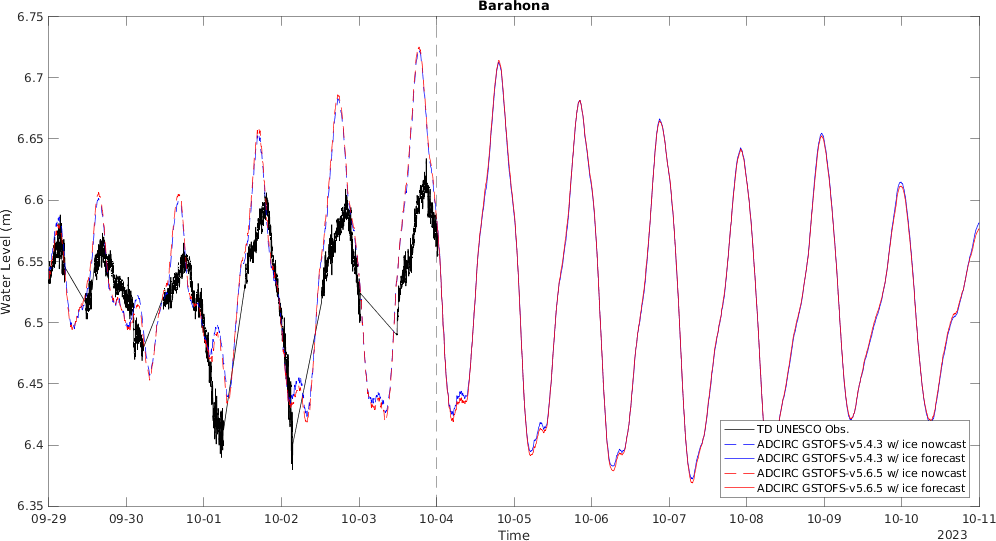 Barahona
6.75
6.7
6.65
6.6
6.55
6.5
6.45
6.4
6.35
Water Level (m)
TD UNESCO Obs.
ADCIRC GSTOFS-v5.4.3 w/ ice nowcast
ADCIRC GSTOFS-v5.4.3 w/ ice forecast
ADCIRC GSTOFS-v5.6.5 w/ ice nowcast
ADCIRC GSTOFS-v5.6.5 w/ ice forecast
09-29 09-30 10-01 10-02 10-03 10-04 10-05 10-06 10-07 10-08 10-09 10-10 10-11
Time
2023